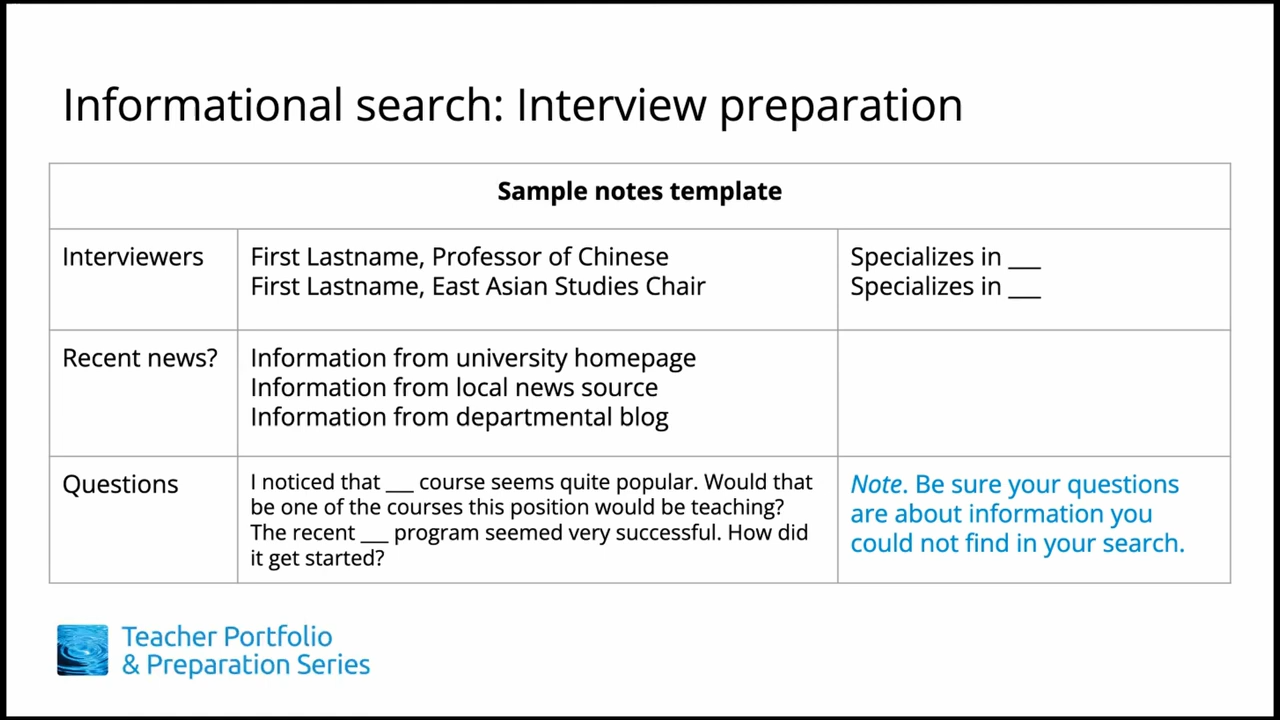 Informational search: Interview preparation
Sample notes template
Interviewers
First Lastname, Professor of Chinese
First Lastname, East Asian Studies Chair
Specializes in ___
Specializes in ___
Recent news?
Information from university homepage
Information from local news source
Information from departmental blog
Questions
I noticed that ___ course seems quite popular. Would that
be one of the courses this position would be teaching?
The recent ___ program seemed very successful. How did
it get started?
Note. Be sure your questions
are about information you
could not find in your search.
Teacher Portfolio
& Preparation Series